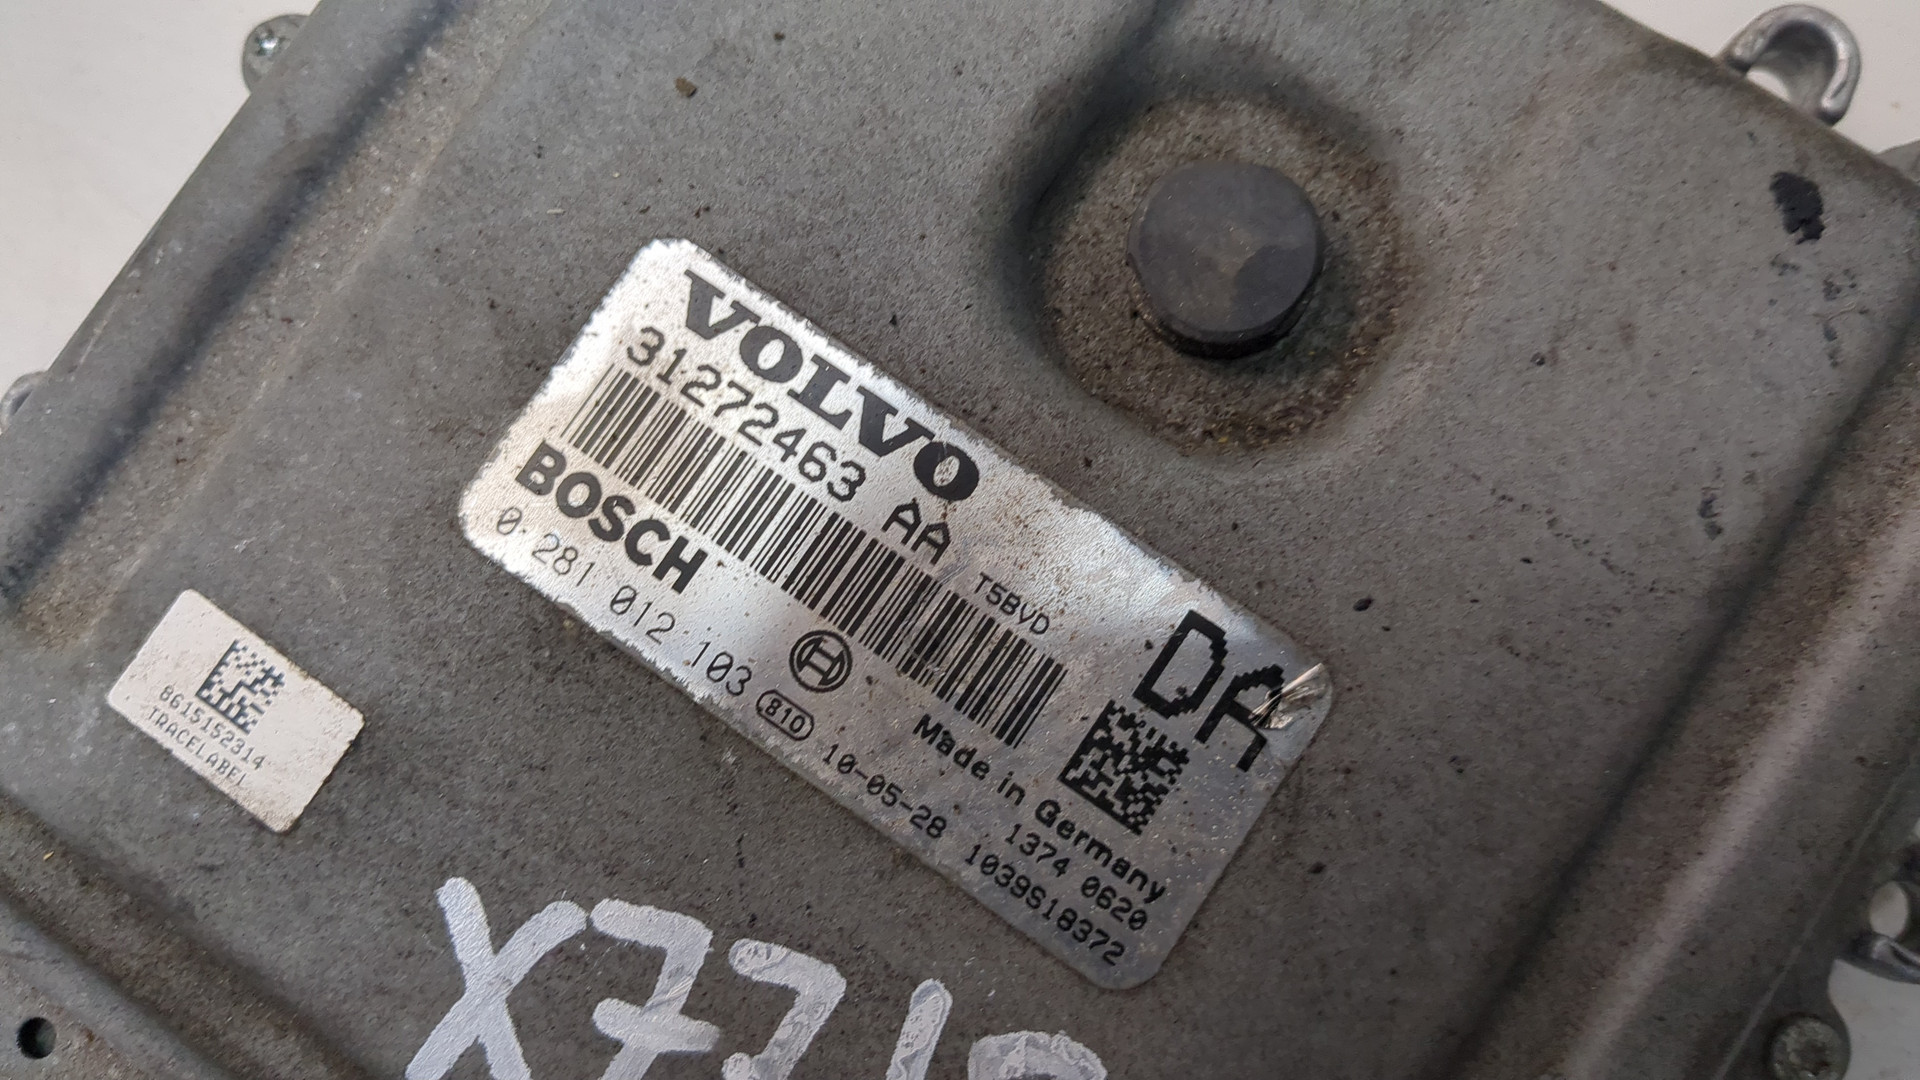 VOLVO
31272463 AA
T5BVD
BOSCH
0 281 012 103
DA
B10
Made in Germany
1374 0620
10-05-28 1039S18372
8615152314
TRACELABEL